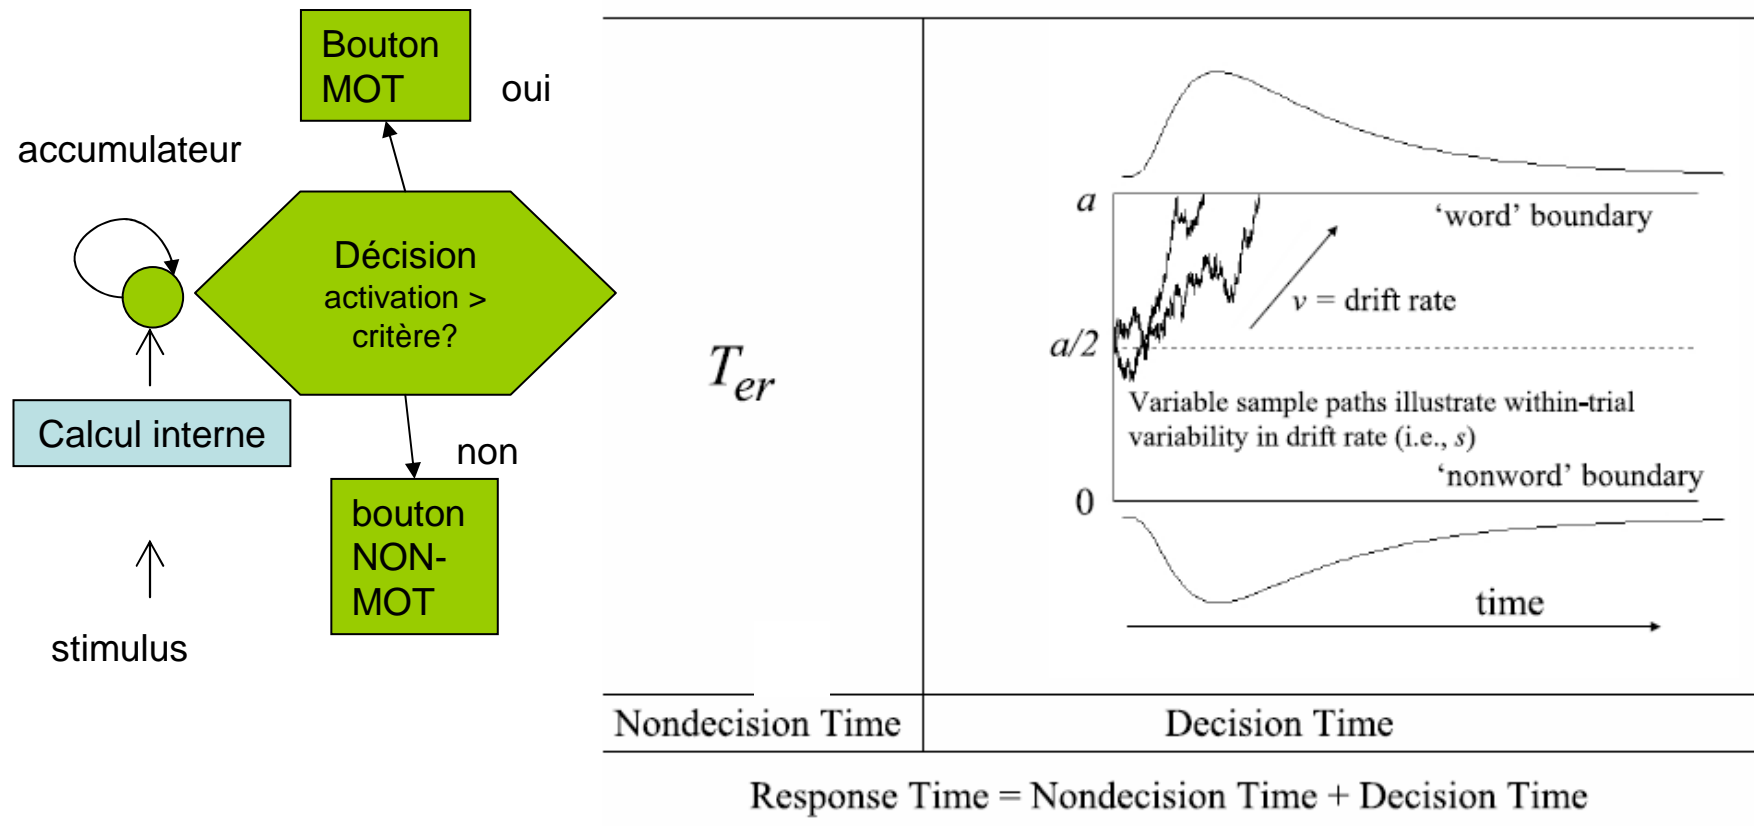 Bouton
MOT
oui
accumulateur
Décision
activation >
critère?
Calcul interne
non
bouton
NON-
MOT
stimulus
T_er
a
‘word’ boundary
v = drift rate
a/2
Variable sample paths illustrate within-trial
variability in drift rate (i.e., s)
‘nonword’ boundary
0
time
Nondecision Time
Decision Time
Response Time = Nondecision Time + Decision Time